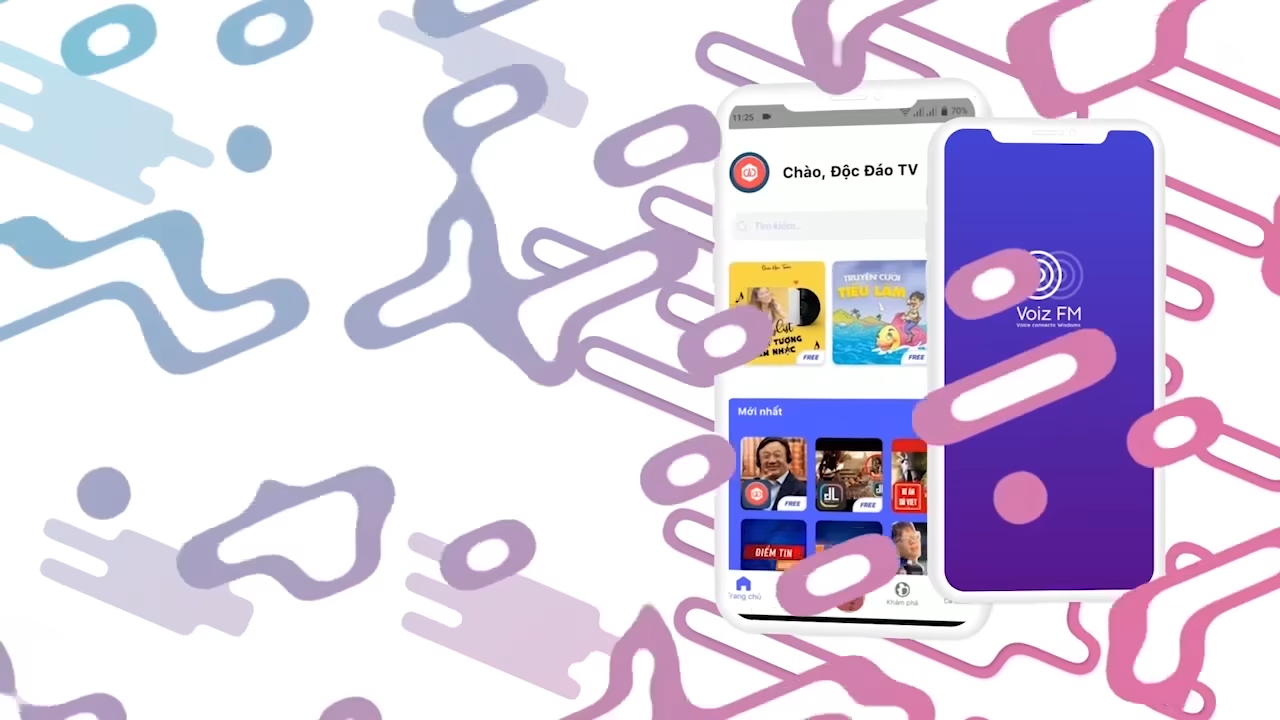 11:25
70%
Chào, Độc Đáo TV
Tìm kiếm...
TRUYỆN CƯỜI
TIẾU LÂM
FREE
FREE
Voiz FM
Voice connects Wisdoms
Mới nhất
FREE
dL
FREE
ĐIỂM TIN
Trang chủ
Khám phá